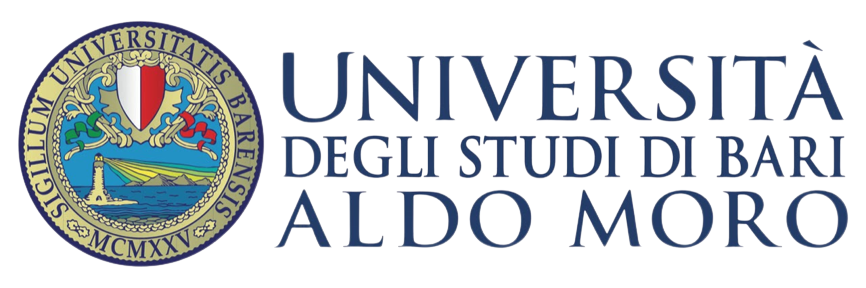 SIGILLUM UNIVERSITATIS BARENSIS
MCMXXV
UNIVERSITÀ
DEGLI STUDI DI BARI
ALDO MORO